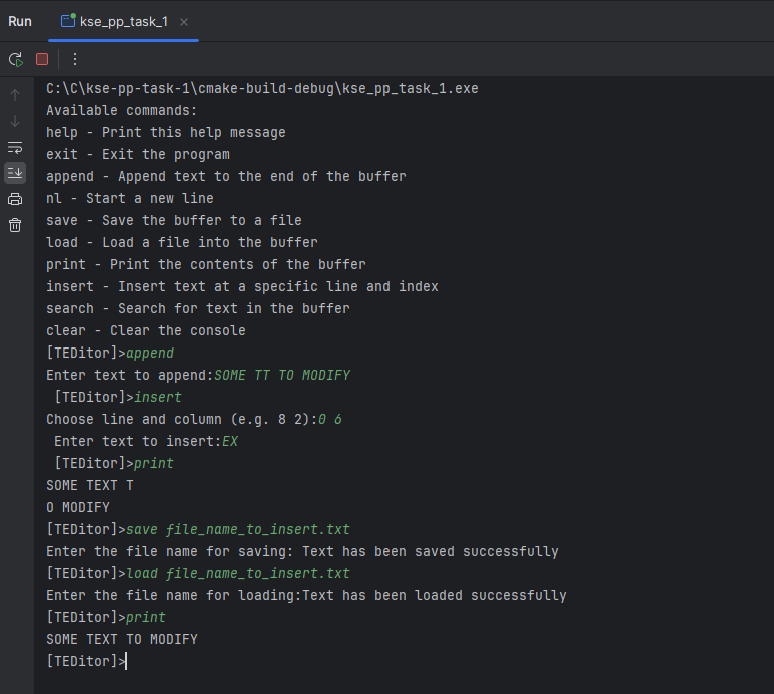 Run kse_pp_task_1
C:\C\kse-pp-task-1\cmake-build-debug\kse_pp_task_1.exe
Available commands:
help - Print this help message
exit - Exit the program
append - Append text to the end of the buffer
nl - Start a new line
save - Save the buffer to a file
load - Load a file into the buffer
print - Print the contents of the buffer
insert - Insert text at a specific line and index
search - Search for text in the buffer
clear - Clear the console
[TEDitor]>append
Enter text to append:SOME TT TO MODIFY
 [TEDitor]>insert
Choose line and column (e.g. 8 2):0 6
 Enter text to insert:EX
 [TEDitor]>print
SOME TEXT T
O MODIFY
[TEDitor]>save file_name_to_insert.txt
Enter the file name for saving: Text has been saved successfully
[TEDitor]>load file_name_to_insert.txt
Enter the file name for loading:Text has been loaded successfully
[TEDitor]>print
SOME TEXT TO MODIFY
[TEDitor]>